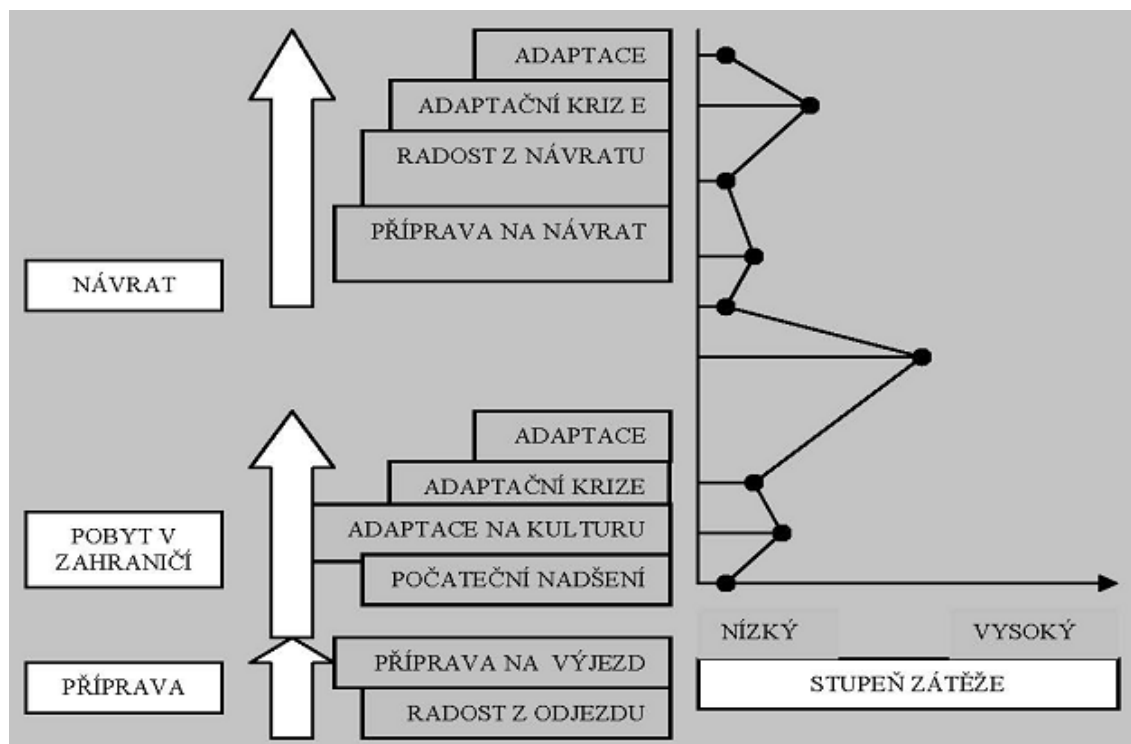 ADAPTACE
ADAPTAČNÍ KRIZ E
RADOST Z NÁVRATU
PŘÍPRAVA NA NÁVRAT
NÁVRAT
ADAPTACE
ADAPTAČNÍ KRIZE
ADAPTACE NA KULTURU
POČATEČNÍ NADŠENÍ
POBYT V
ZAHRANIČÍ
NÍZKÝ
VYSOKÝ
PŘÍPRAVA NA VÝJEZD
RADOST Z ODJEZDU
PŘÍPRAVA
STUPEŇ ZÁTĚŽE